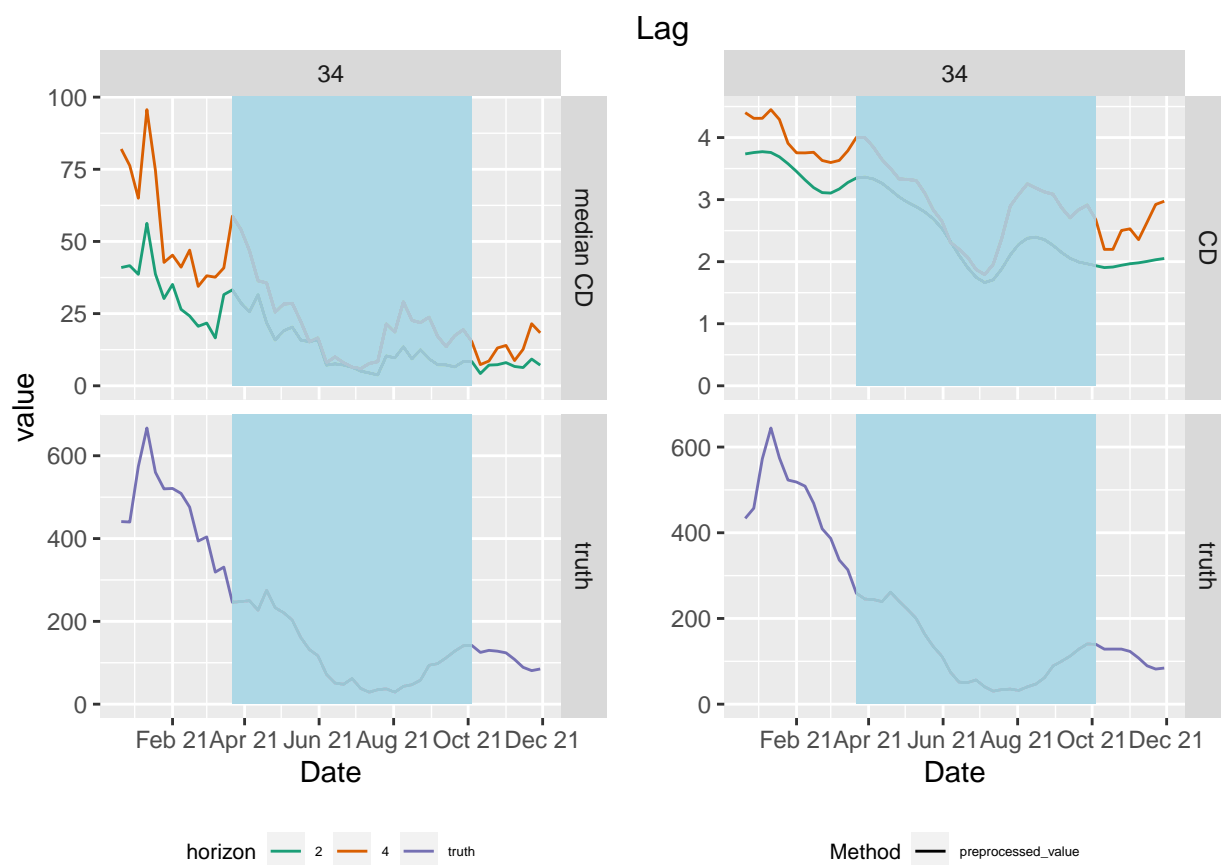 Lag
34
34
100
75
50
25
0
median CD
4
3
2
1
0
CD
value
600
400
200
0
truth
600
400
200
0
truth
Feb 21 Apr 21 Jun 21 Aug 21 Oct 21 Dec 21
Feb 21 Apr 21 Jun 21 Aug 21 Oct 21 Dec 21
Date
Date
horizon 2 4 truth
Method preprocessed_value